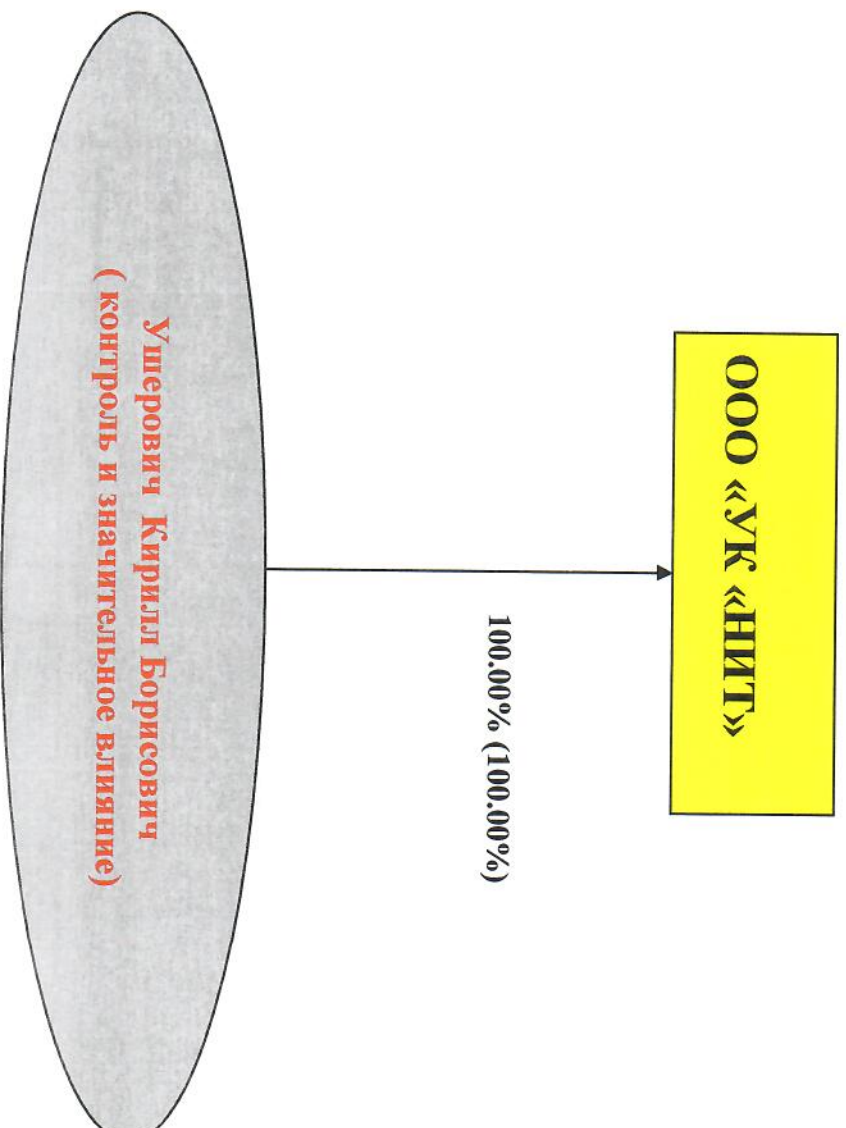 ООО «УК «НИТ»
100.00% (100.00%)
Ушерович Кирилл Борисович
( контроль и значительное влияние)